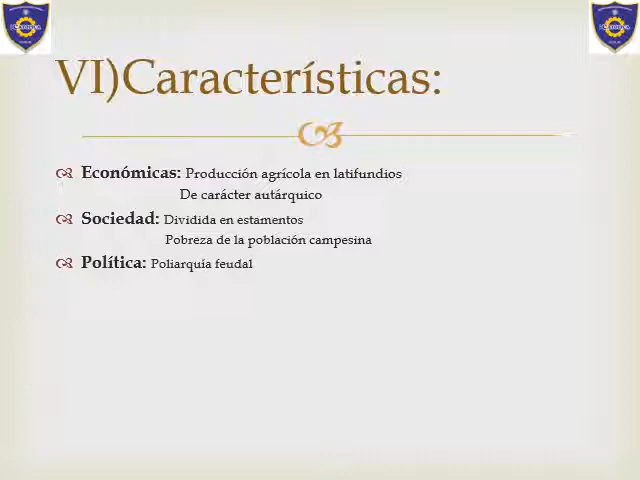 VI)Características:
Económicas: Producción agrícola en latifundios
De carácter autárquico
Sociedad: Dividida en estamentos
Pobreza de la población campesina
Política: Poliarquía feudal